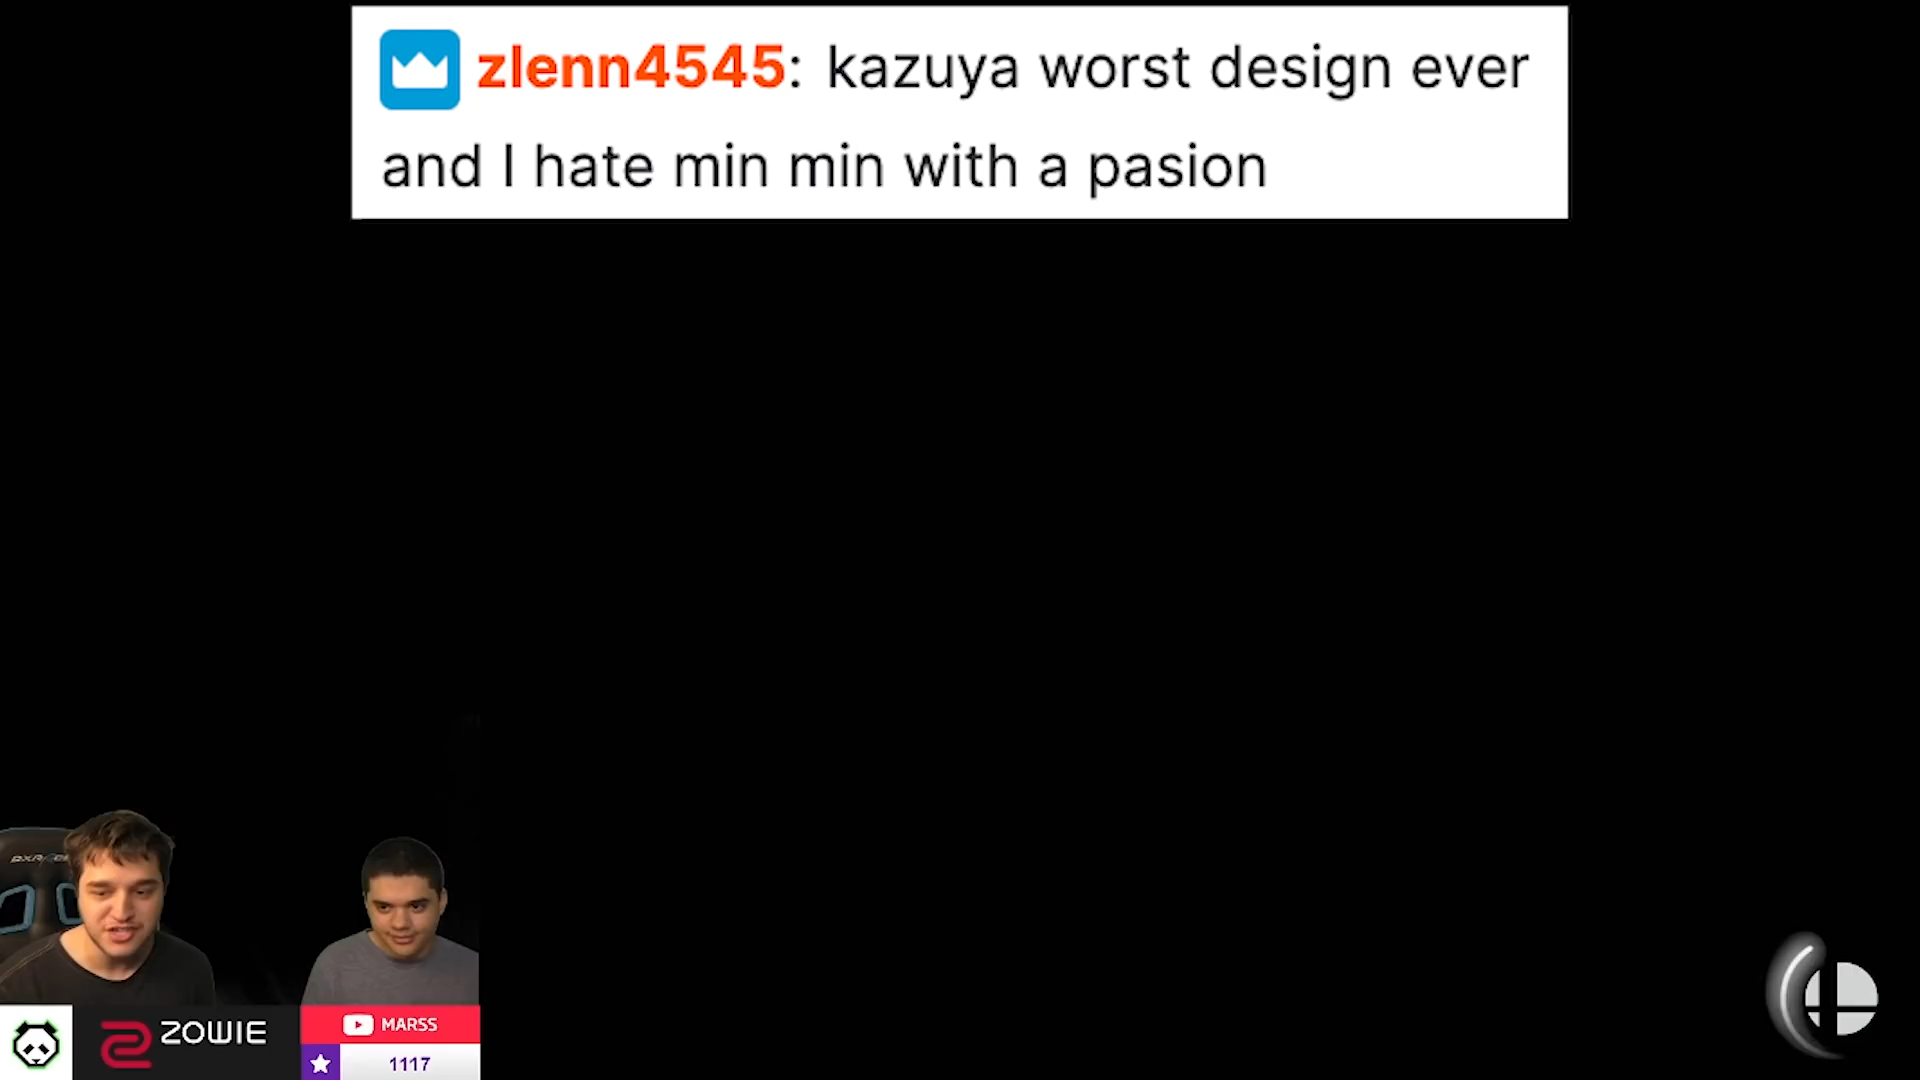 zlenn4545: kazuya worst design ever
and I hate min min with a pasion
ZOWIE
MARSS
1117